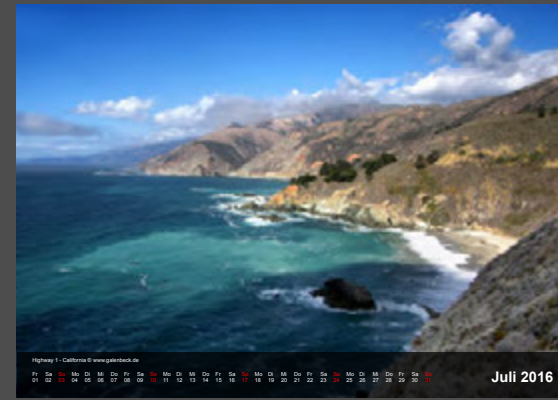 Highway 1 - California © www.galenbeck.de
Fr Sa So Mo Di Mi Do Fr Sa So Mo Di Mi Do Fr Sa So Mo Di Mi Do Fr Sa So Mo Di Mi Do Fr Sa So
01 02 03 04 05 06 07 08 09 10 11 12 13 14 15 16 17 18 19 20 21 22 23 24 25 26 27 28 29 30 31
Juli 2016